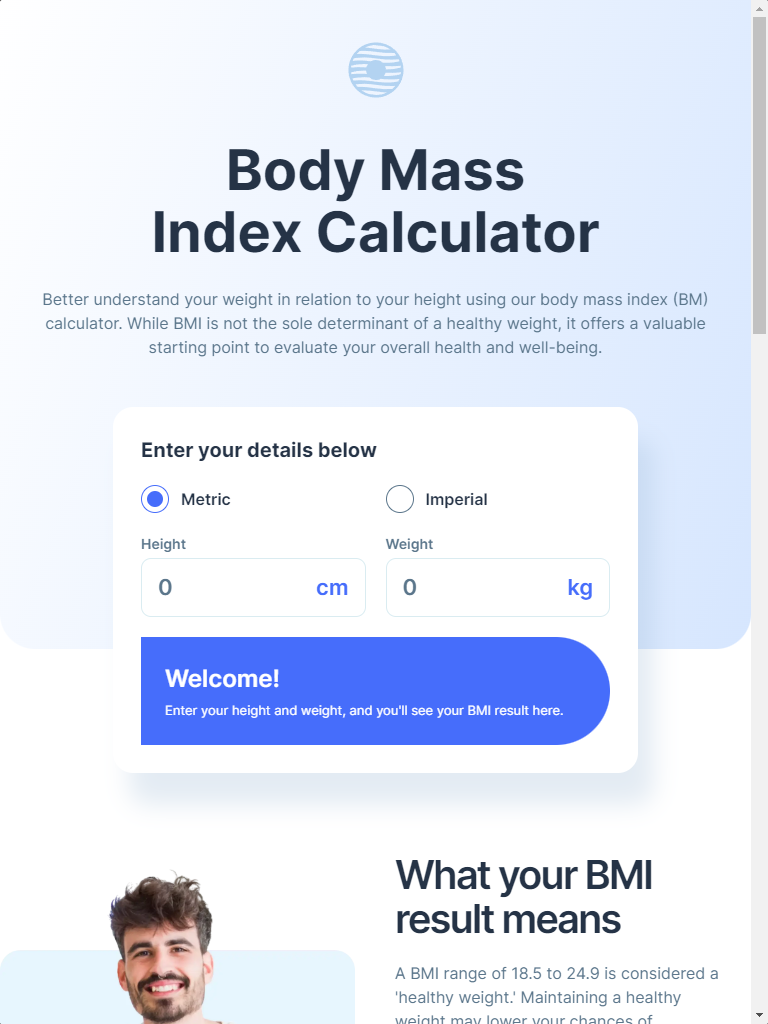 Body Mass
Index Calculator
Better understand your weight in relation to your height using our body mass index (BM)
calculator. While BMI is not the sole determinant of a healthy weight, it offers a valuable
starting point to evaluate your overall health and well-being.
Enter your details below
Metric
Imperial
Height
Weight
0 cm
0 kg
Welcome!
Enter your height and weight, and you'll see your BMI result here.
What your BMI
result means
A BMI range of 18.5 to 24.9 is considered a
'healthy weight.' Maintaining a healthy
weight may lower your chances of